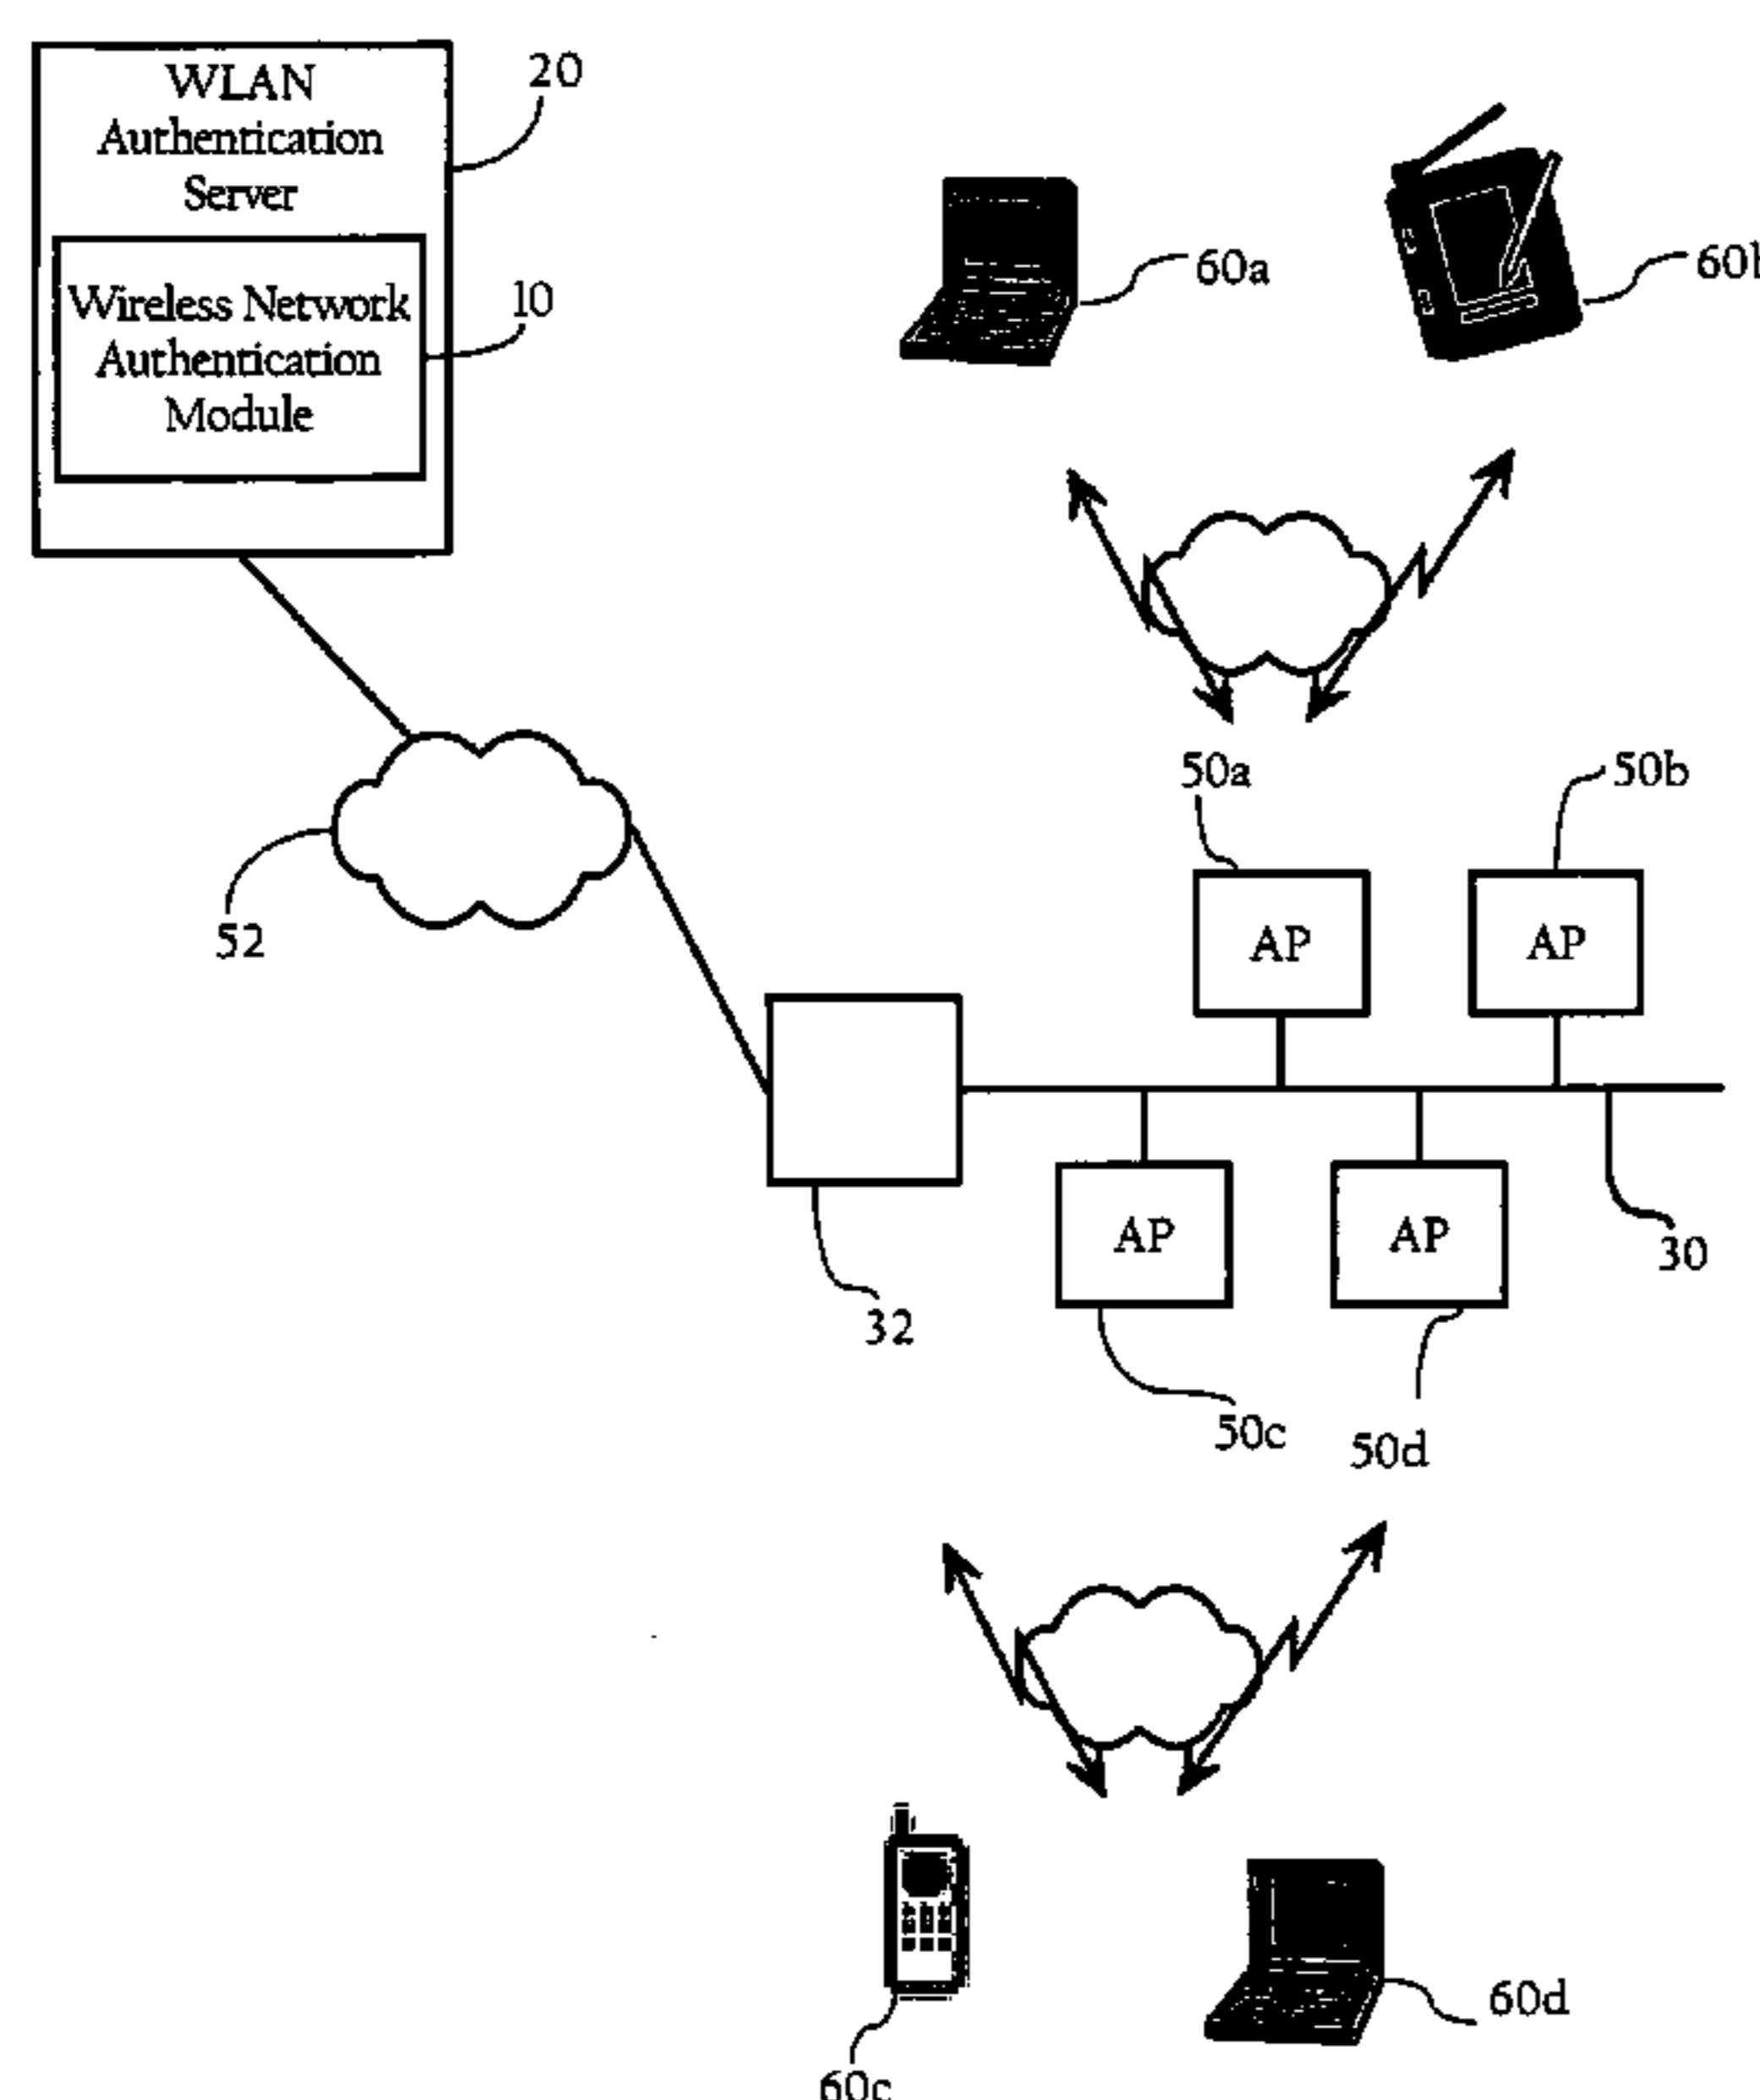 WLAN
Authentication
Server
20
Wireless Network
Authentication
Module
10
60a
60b
50a
50b
52
AP
AP
AP
AP
30
32
50c
50d
60d
60c